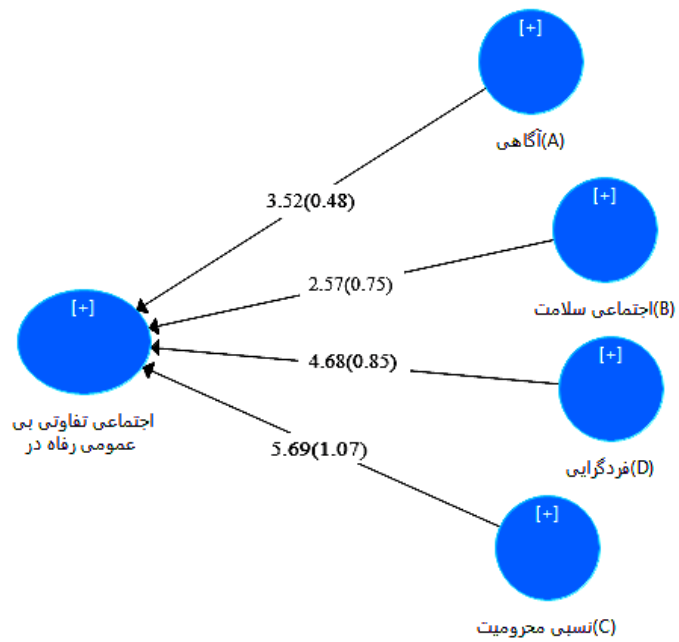 [+]
آگاهی(A)
3.52(0.48)
[+]
اجتماعی سلامت(B)
2.57(0.75)
[+]
اجتماعی تفاوتی بی
عمومی رفاه در
[+]
فردگرایی(D)
4.68(0.85)
5.69(1.07)
[+]
نسبی محرومیت(C)